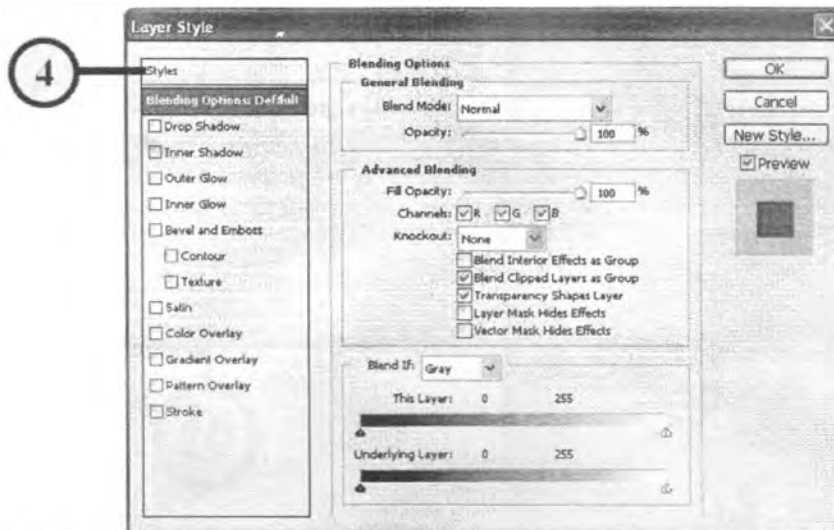 Layer Style
4
Styles
Blending Options: Default
Drop Shadow
Inner Shadow
Outer Glow
Inner Glow
Bevel and Emboss
Contour
Texture
Satin
Color Overlay
Gradient Overlay
Pattern Overlay
Stroke
Blending Options
General Blending
Blend Mode: Normal
Opacity: 100 %
Advanced Blending
Fill Opacity: 100 %
Channels: R G B
Knockout: None
Blend Interior Effects as Group
Blend Clipped Layers as Group
Transparency Shapes Layer
Layer Mask Hides Effects
Vector Mask Hides Effects
Blend If: Gray
This Layer: 0 255
Underlying Layer: 0 255
OK
Cancel
New Style...
Preview